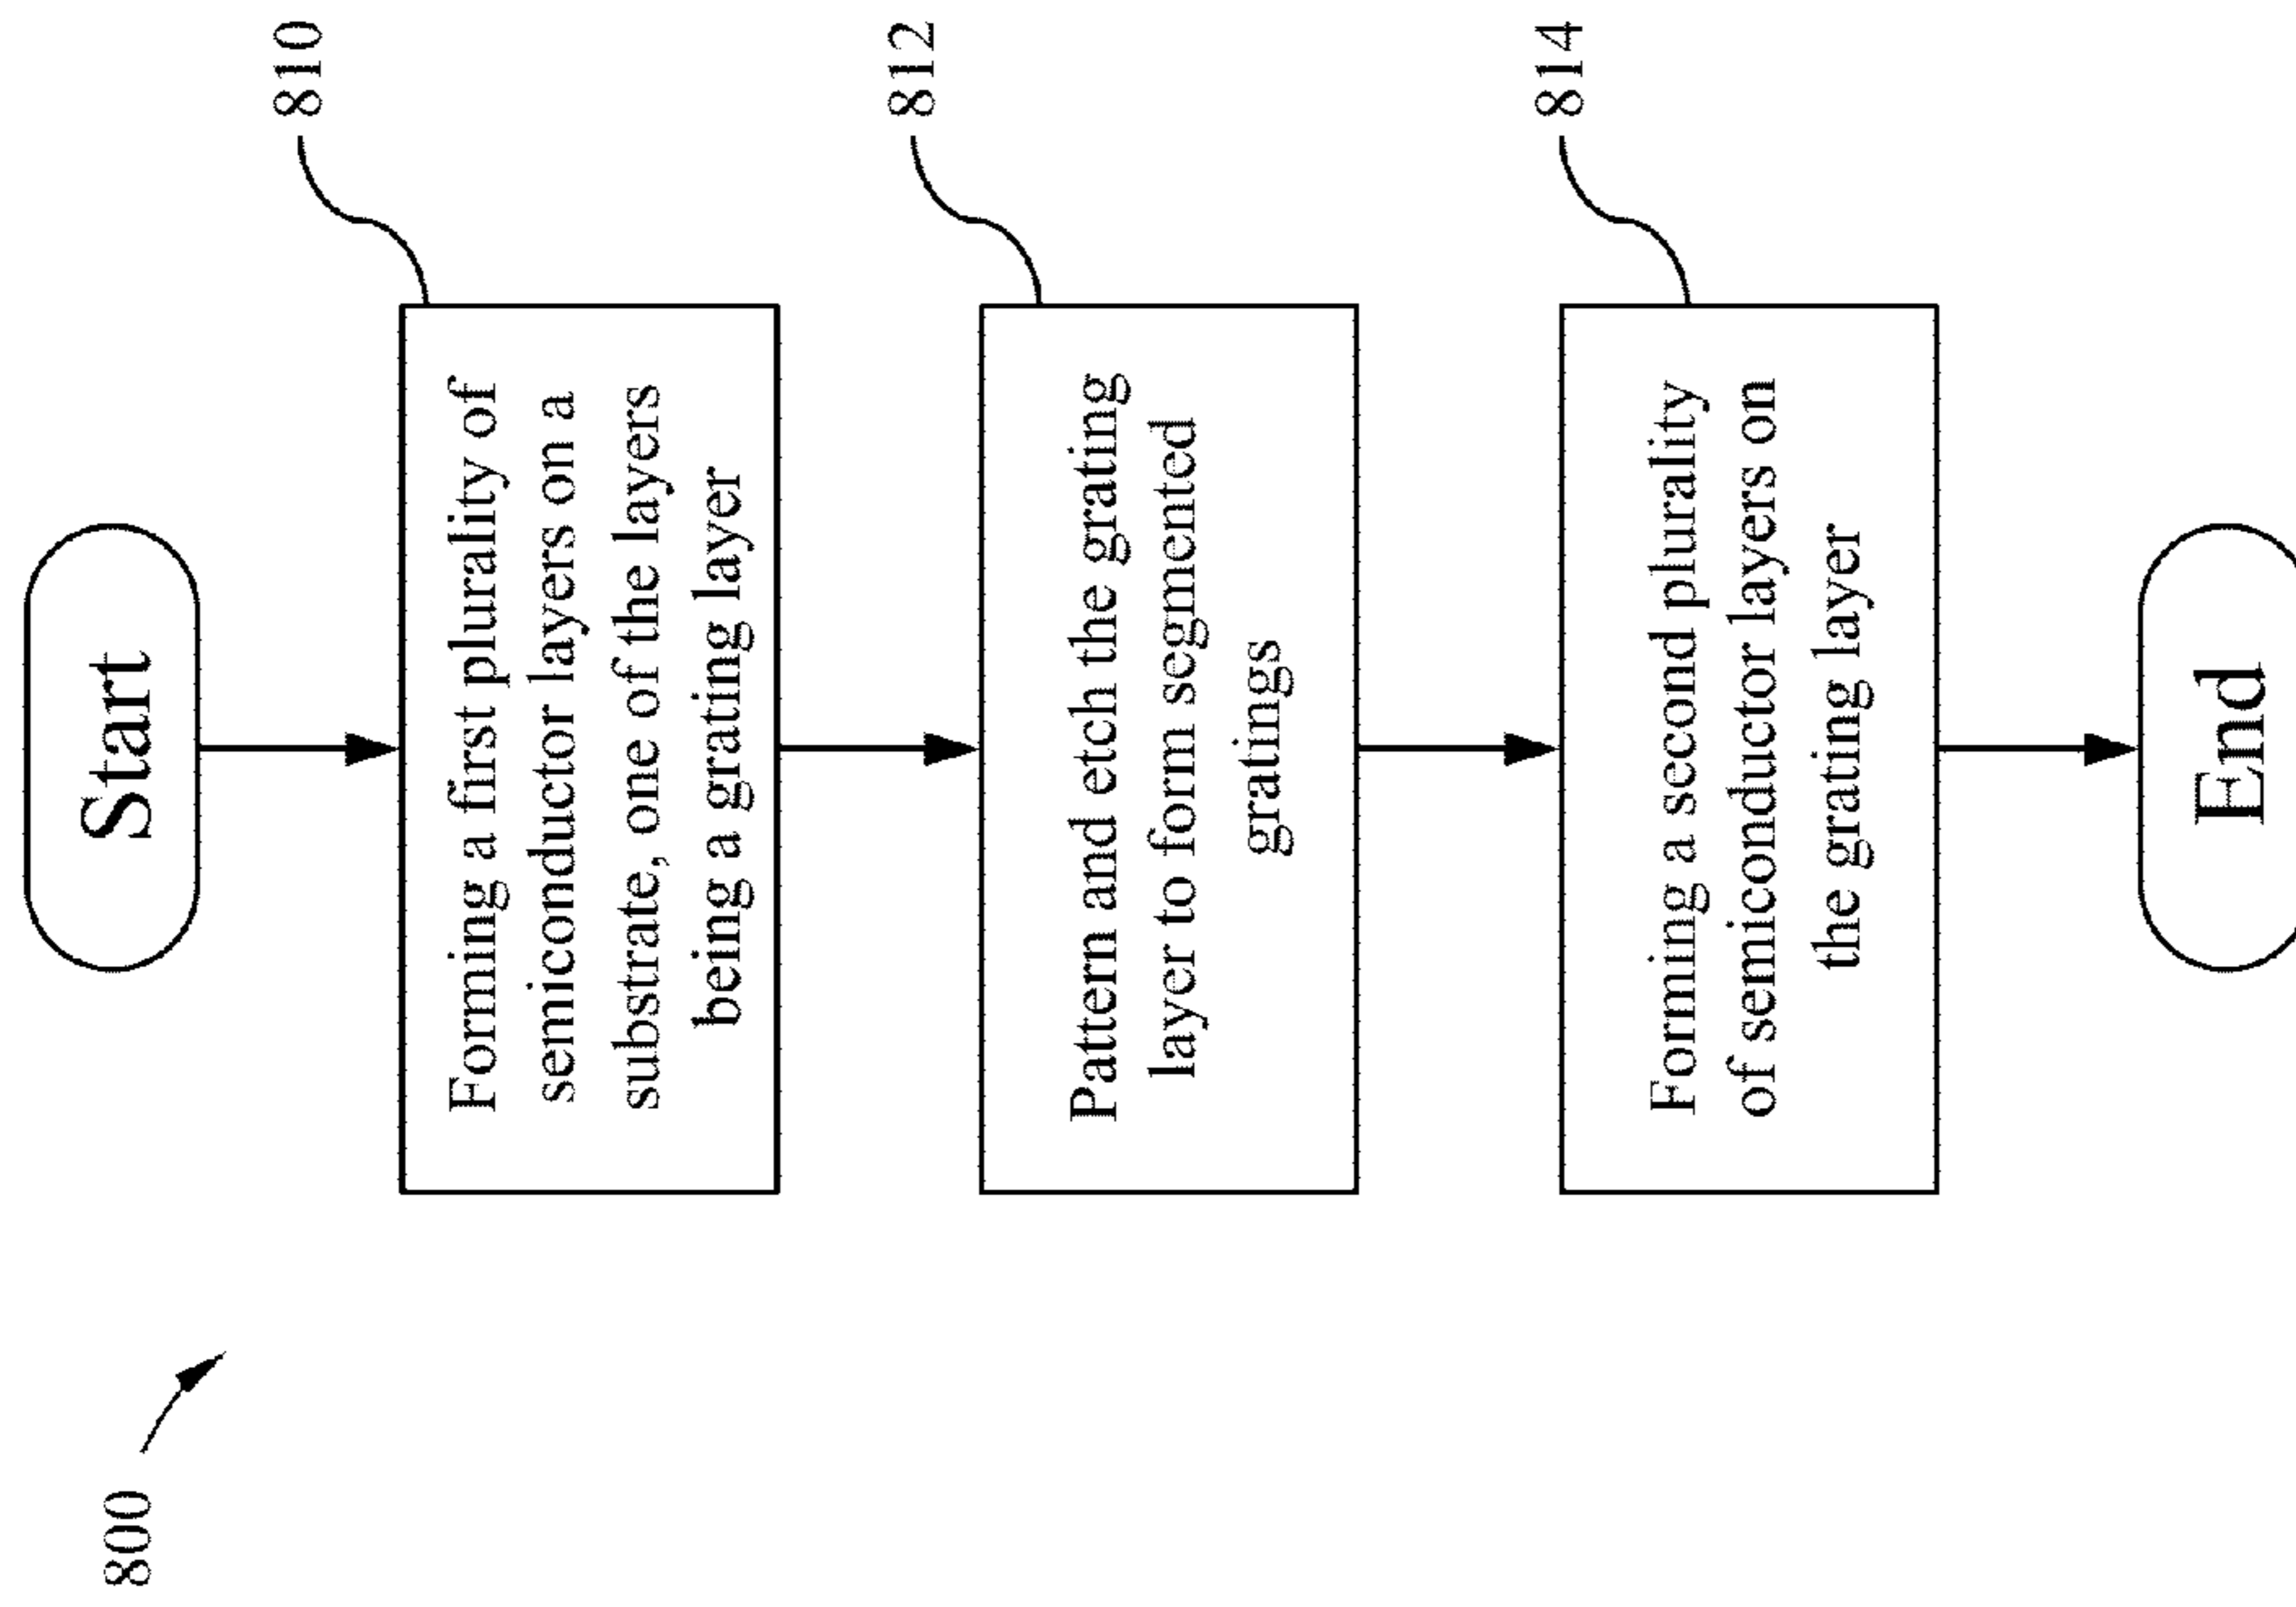 800
Start
810
Forming a first plurality of
semiconductor layers on a
substrate, one of the layers
being a grating layer
812
Pattern and etch the grating
layer to form segmented
gratings
814
Forming a second plurality
of semiconductor layers on
the grating layer
End